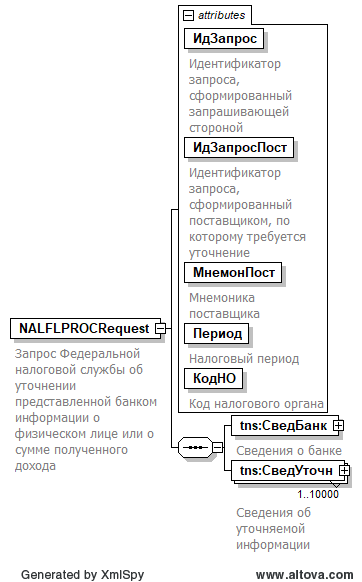 attributes
ИдЗапрос
Идентификатор
запроса,
сформированный
запрашивающей
стороной
ИдЗапросПост
Идентификатор
запроса,
сформированный
поставщиком, по
которому требуется
уточнение
МнемонПост
Мнемоника
поставщика
Период
Налоговый период
КодНО
Код налогового органа
NALFLPROCRequest
Запрос Федеральной
налоговой службы об
уточнении
представленной банком
информации о
физическом лице или о
сумме полученного
дохода
tns:СведБанк
Сведения о банке
tns:СведУточн
1..10000
Сведения об
уточняемой
информации
Generated by XmlSpy
www.altova.com